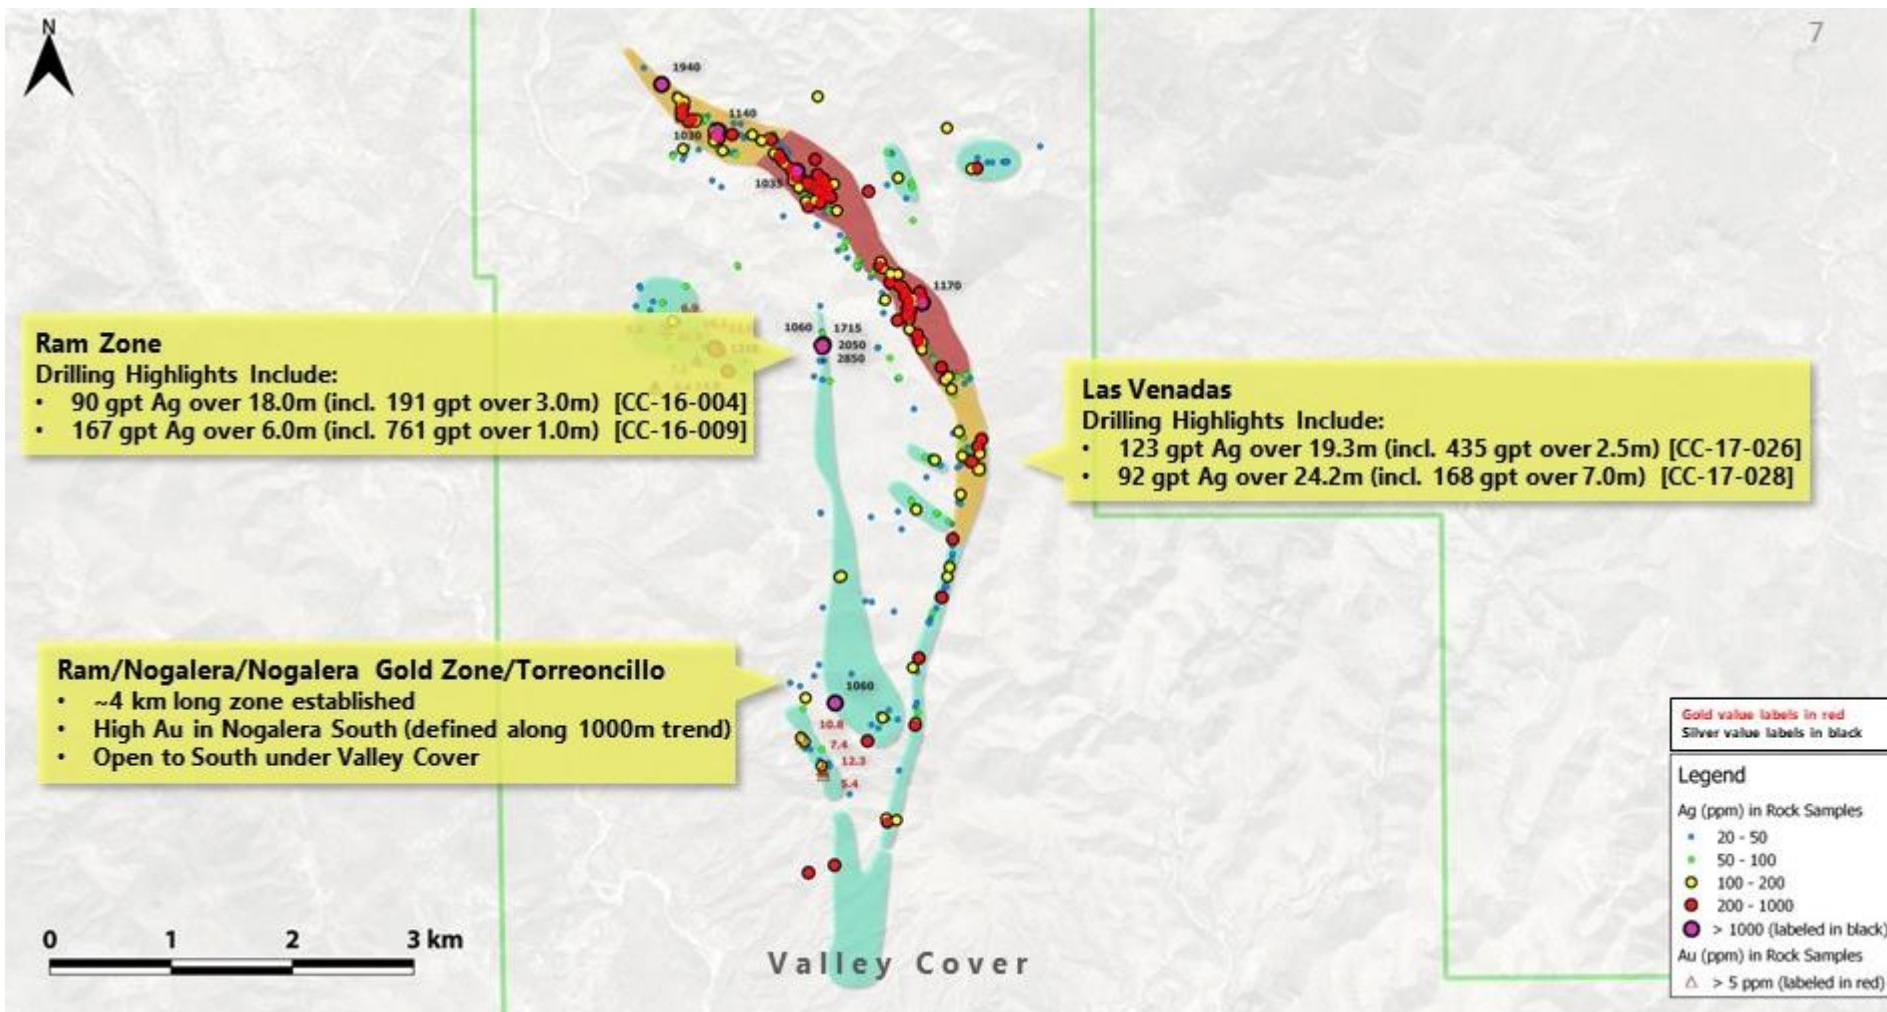 N
7
1940
1140
1030
1035
1170
1060 1715
2050
2850
Ram Zone
Drilling Highlights Include:
• 90 gpt Ag over 18.0m (incl. 191 gpt over 3.0m) [CC-16-004]
• 167 gpt Ag over 6.0m (incl. 761 gpt over 1.0m) [CC-16-009]
Las Venadas
Drilling Highlights Include:
• 123 gpt Ag over 19.3m (incl. 435 gpt over 2.5m) [CC-17-026]
• 92 gpt Ag over 24.2m (incl. 168 gpt over 7.0m) [CC-17-028]
Ram/Nogalera/Nogalera Gold Zone/Torreoncillo
• ~4 km long zone established
• High Au in Nogalera South (defined along 1000m trend)
• Open to South under Valley Cover
1060
10.8
7.4
12.3
5.4
Gold value labels in red
Silver value labels in black
Legend
Ag (ppm) in Rock Samples
20 - 50
50 - 100
100 - 200
200 - 1000
> 1000 (labeled in black)
Au (ppm) in Rock Samples
> 5 ppm (labeled in red)
0 1 2 3 km
Valley Cover